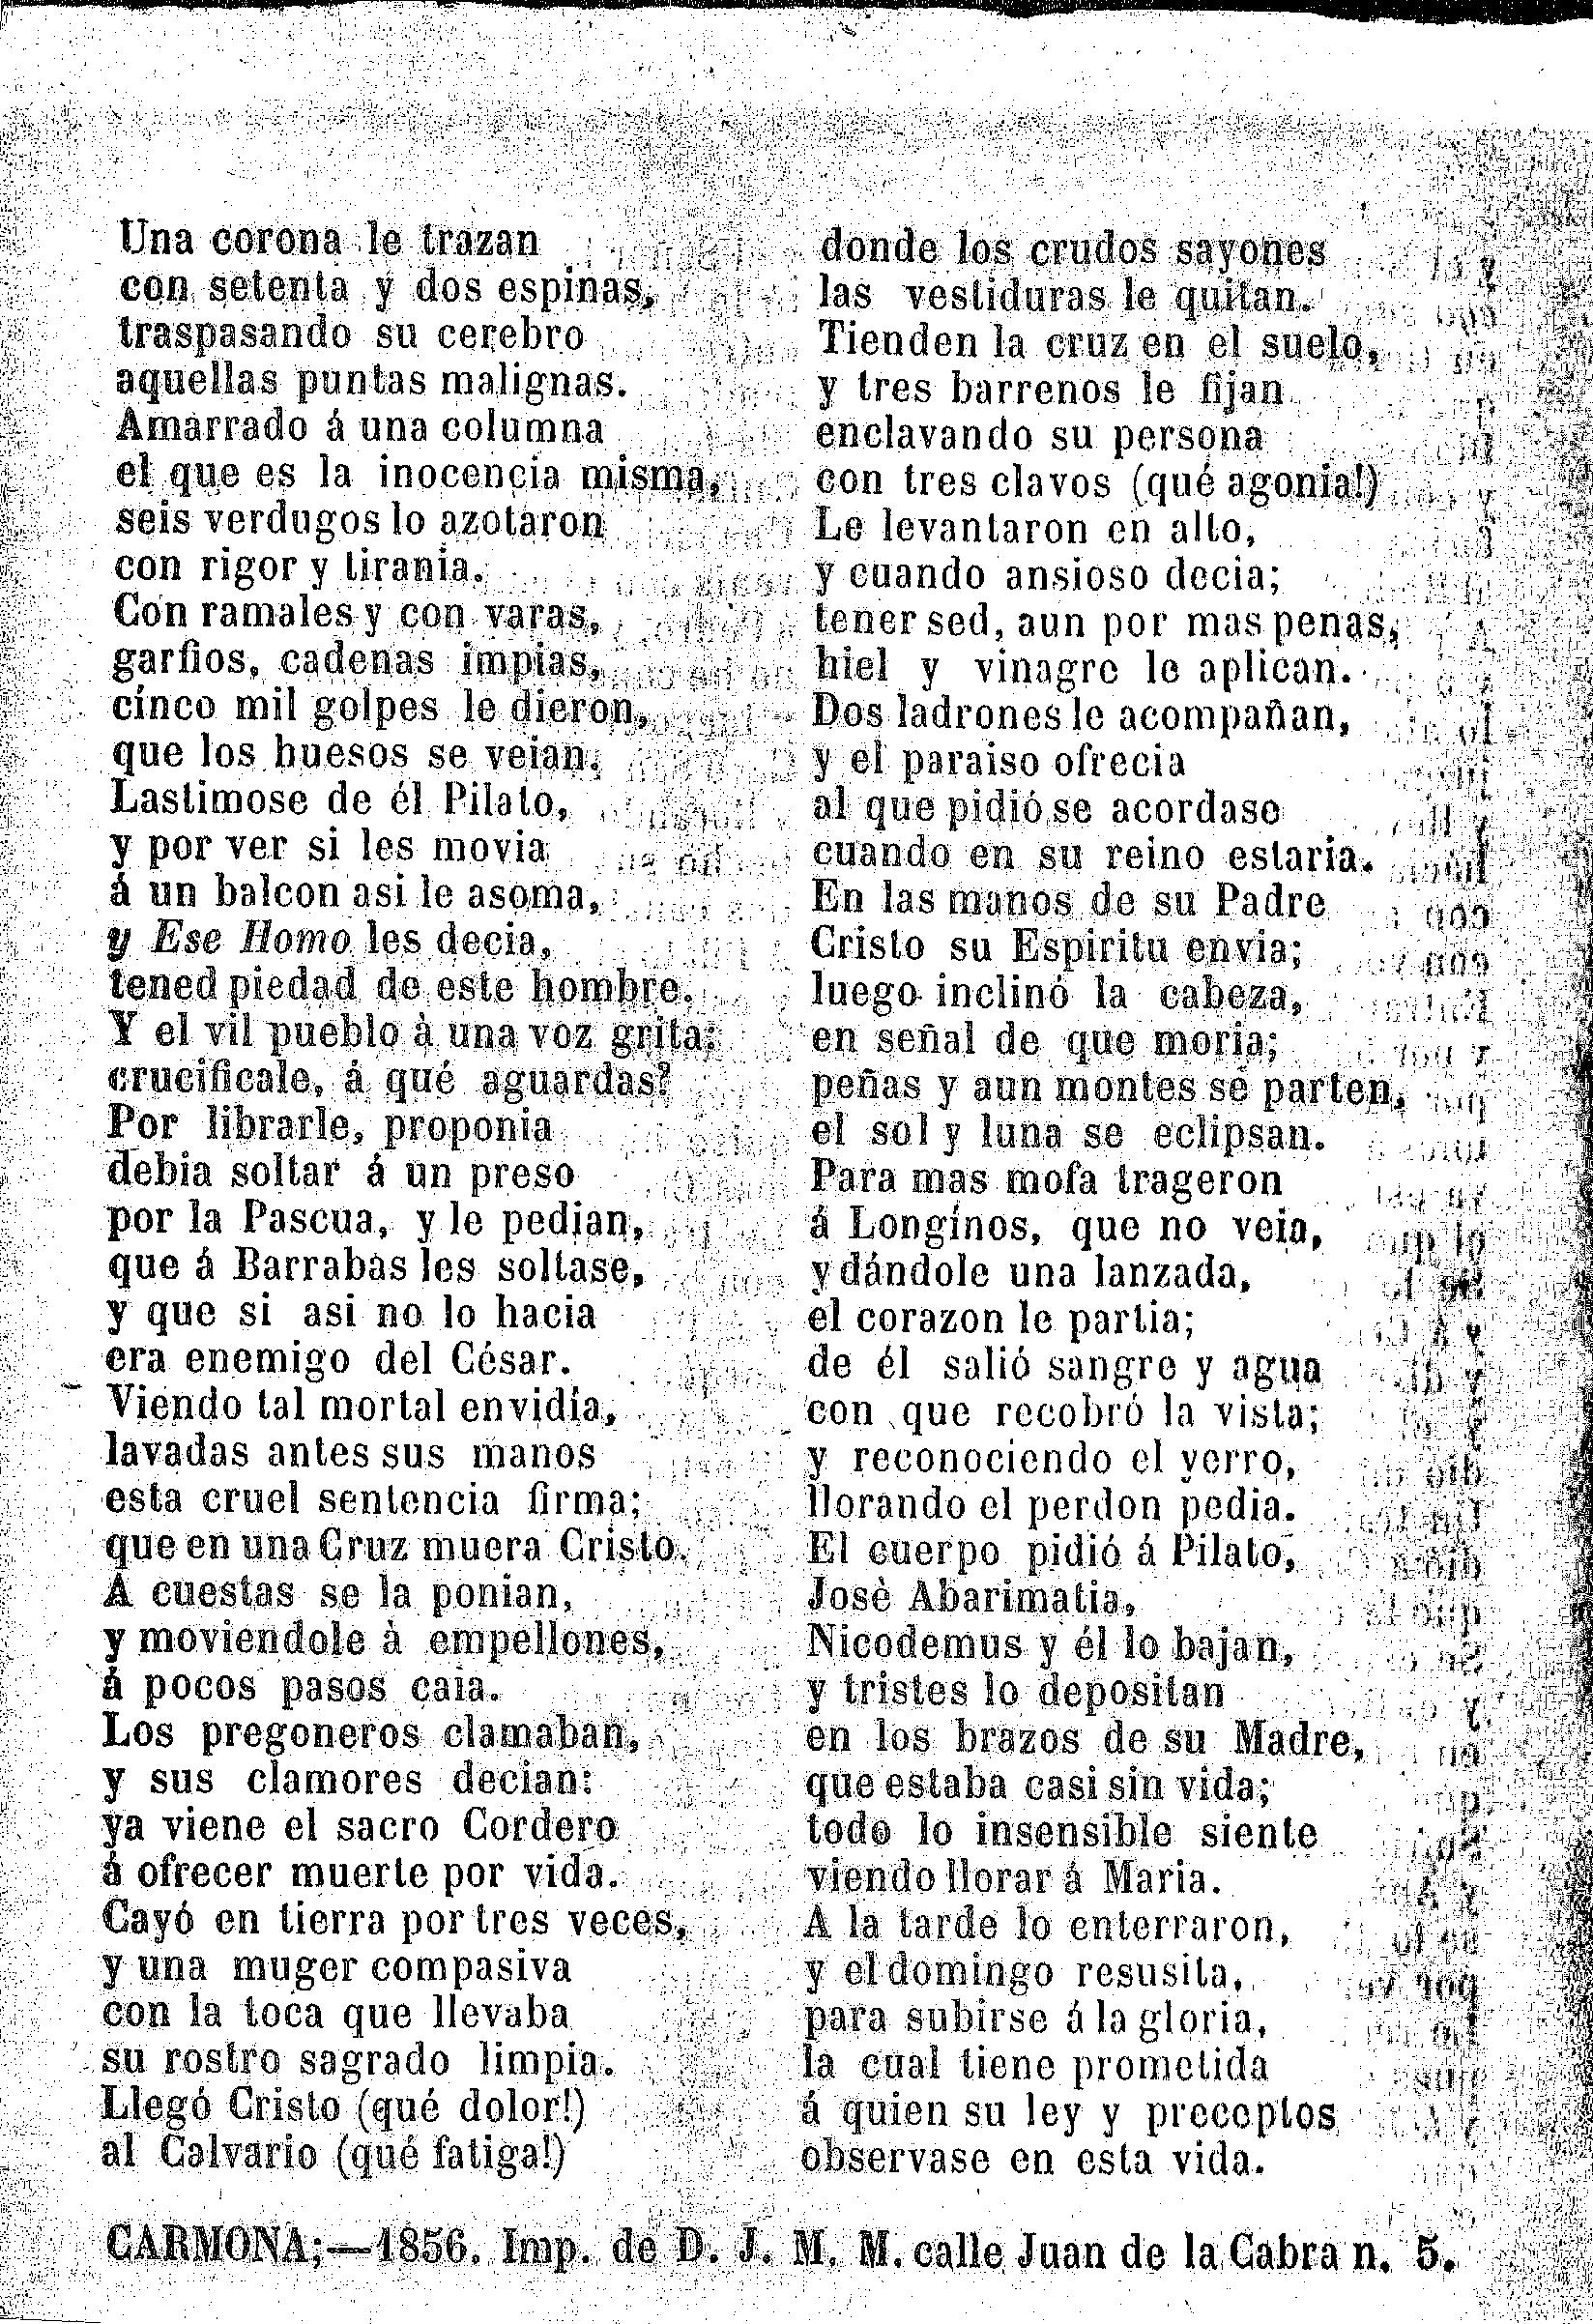 Una corona le trazan
con setenta y dos espinas,
traspasando su cerebro
aquellas puntas malignas.
Amarrado á una columna
el que es la inocencia misma,
seis verdugos lo azotaron
con rigor y tirania.
Con ramales y con varas,
garfios, cadenas impias,
cínco mil golpes le dieron,
que los huesos se veian.
Lastimose de él Pilato,
y por ver si les movia
á un balcon asi le asoma,
y Ese Homo les decia,
tened piedad de este hombre.
Y el vil pueblo à una voz grita;
crucificale, á qué aguardas?
Por librarle, proponia
debia soltar á un preso
por la Pascua, y le pedian,
que á Barrabas les soltase,
y que si asi no lo hacia
era enemigo del César.
Viendo tal mortal envidía,
lavadas antes sus manos
esta cruel sentencia firma;
que en una Cruz muera Cristo.
A cuestas se la ponian,
y moviendole à empellones,
á pocos pasos caia.
Los pregoneros clamaban,
y sus clamores decian:
ya viene el sacro Cordero
á ofrecer muerte por vida.
Cayó en tierra por tres veces,
y una muger compasiva
con la toca que llevaba
su rostro sagrado limpia.
Llegó Cristo (qué dolor!)
al Calvario (qué fatiga!)
donde los crudos sayones
las vestiduras le quitan.
Tienden la cruz en el suelo,
y tres barrenos le fijan
enclavando su persona
con tres clavos (qué agonia!)
Le levantaron en alto,
y cuando ansioso decia;
tener sed, aun por mas penas,
hiel y vinagre le aplican.
Dos ladrones le acompañan,
y el paraiso ofrecia
al que pidió se acordase
cuando en su reino estaria.
En las manos de su Padre
Cristo su Espiritu envia;
luego inclinó la cabeza,
en señal de que moria;
peñas y aun montes se parten,
el sol y luna se eclipsan.
Para mas mofa trageron
á Longínos, que no veia,
y dándole una lanzada,
el corazon le partia;
de él salió sangre y agua
con que recobró la vista;
y reconociendo el yerro,
llorando el perdon pedia.
El cuerpo pidió á Pilato,
Josè Abarimatia,
Nicodemus y él lo bajan,
y tristes lo depositan
en los brazos de su Madre,
que estaba casi sin vida;
todo lo insensible siente
viendo llorar á Maria.
A la tarde lo enterraron,
y el domingo resusita,
para subirse á la gloria,
la cual tiene prometida
á quien su ley y preceptos
observase en esta vida.
CARMONA;—1856. Imp. de D. J. M. M. calle Juan de la Cabra n. 5.